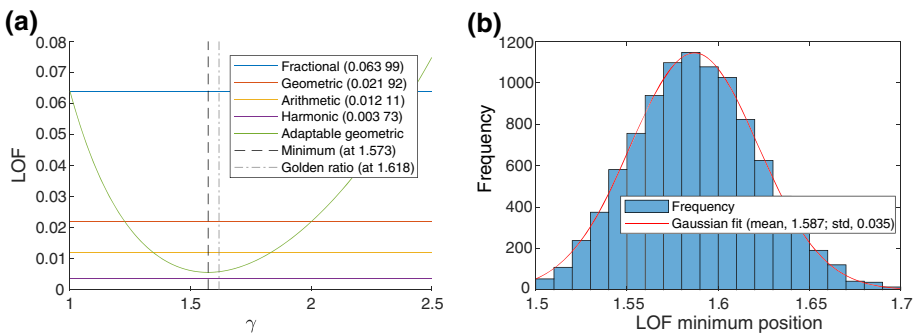 (a)
0.08
0.07
0.06
0.05
0.04
0.03
0.02
0.01
0
LOF
1
1.5
2
2.5
γ
Fractional (0.063 99)
Geometric (0.021 92)
Arithmetic (0.012 11)
Harmonic (0.003 73)
Adaptable geometric
Minimum (at 1.573)
Golden ratio (at 1.618)
(b)
1200
1000
800
600
400
200
0
Frequency
1.5
1.55
1.6
1.65
1.7
LOF minimum position
Frequency
Gaussian fit (mean, 1.587; std, 0.035)